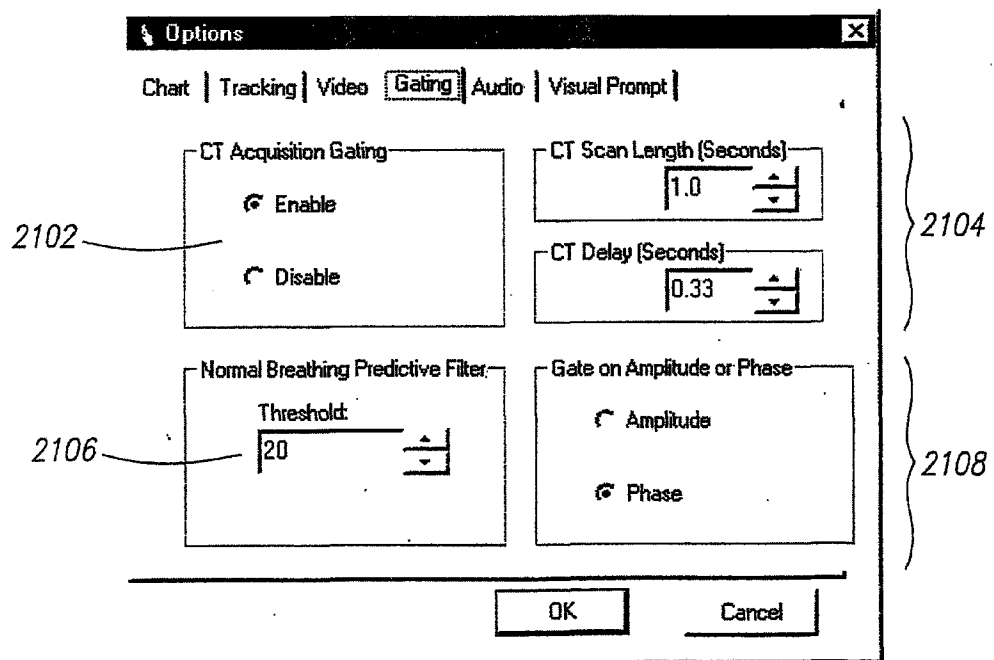 Options
Chart Tracking Video Gating Audio Visual Prompt
CT Acquisition Gating
Enable
Disable
2102
CT Scan Length (Seconds)
1.0
CT Delay (Seconds)
0.33
2104
Normal Breathing Predictive Filter
Threshold:
20
2106
Gate on Amplitude or Phase
Amplitude
Phase
2108
OK Cancel